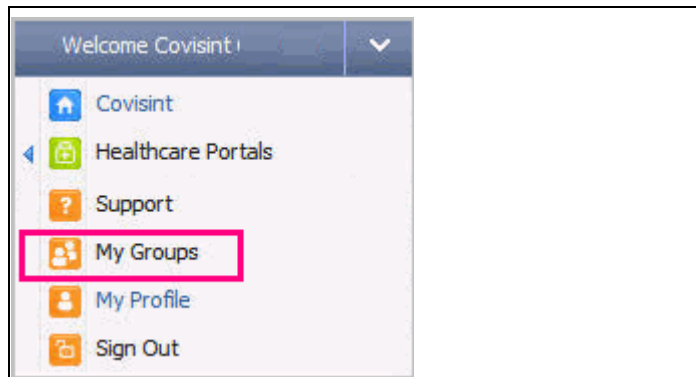 Welcome Covisint
Covisint
Healthcare Portals
Support
My Groups
My Profile
Sign Out